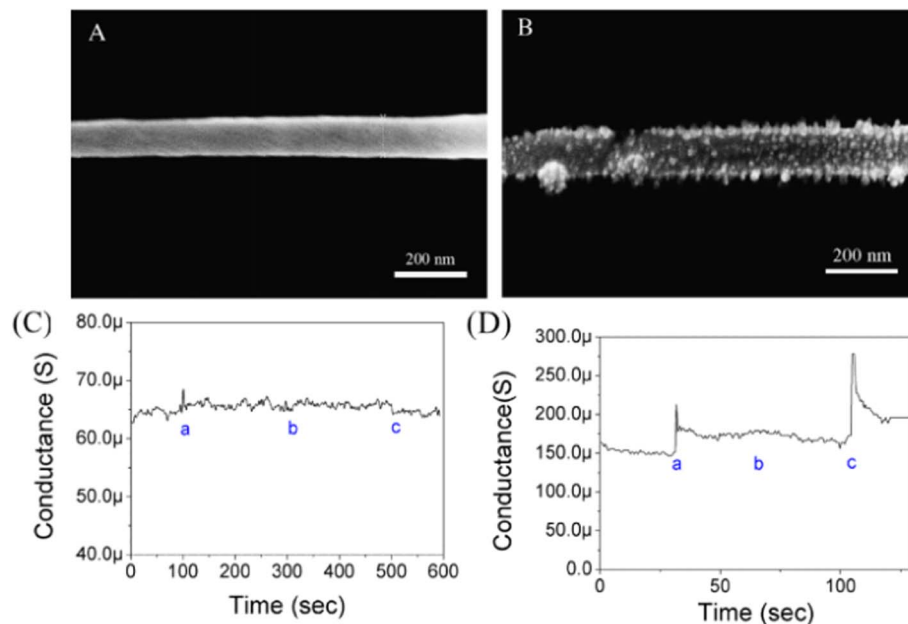 A
200 nm
B
200 nm
(C)
80.0µ
70.0µ
60.0µ
50.0µ
40.0µ
Conductance (S)
a
b
c
0
100
200
300
400
500
600
Time (sec)
(D)
300.0µ
250.0µ
200.0µ
150.0µ
100.0µ
50.0µ
0.0
Conductance(S)
a
b
c
0
50
100
Time (sec)